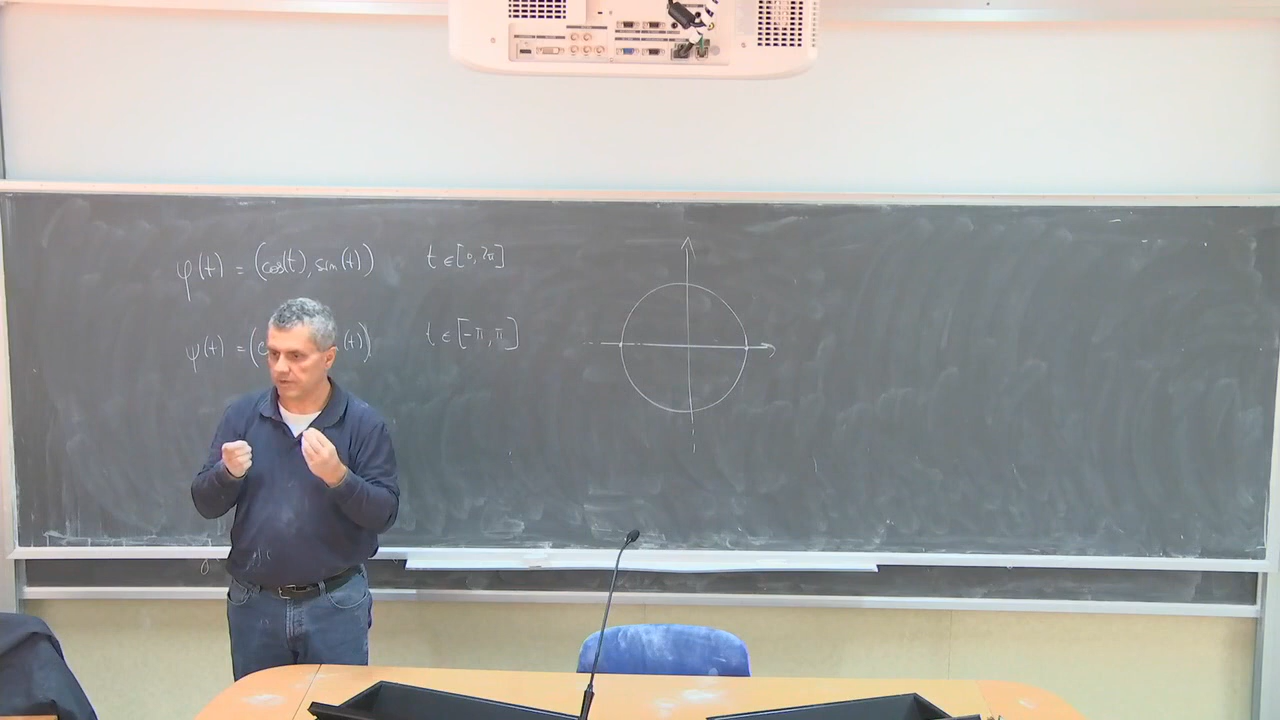 φ(t) = (cos(t), sin(t)) t ∈ [0, 2π]
ψ(t) = (c (t)) t ∈ [-π, π]